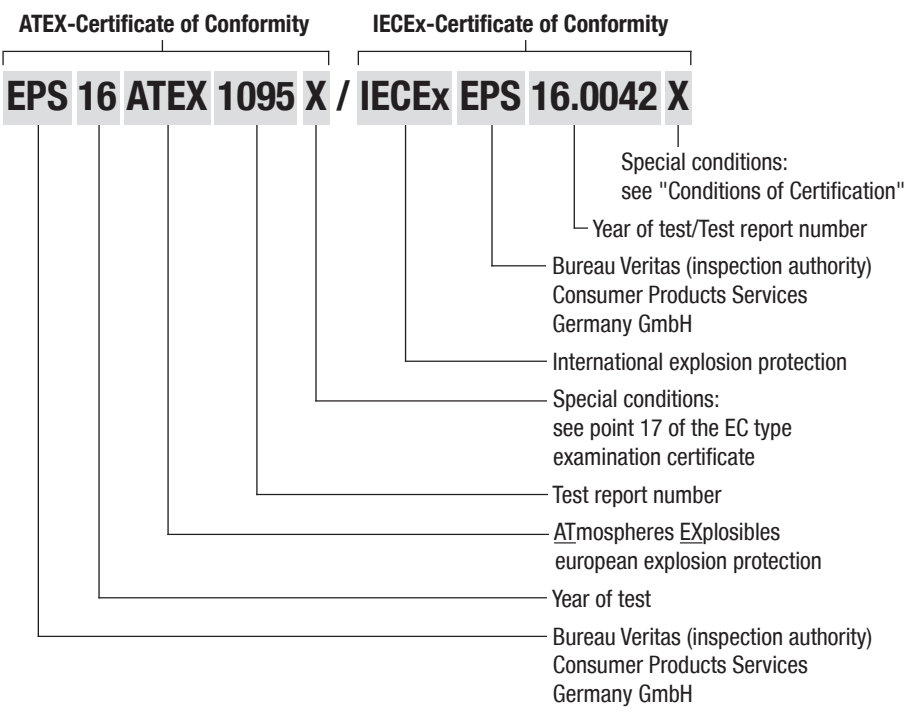 ATEX-Certificate of Conformity IECEx-Certificate of Conformity
EPS 16 ATEX 1095 X / IECEx EPS 16.0042 X
Special conditions:
see "Conditions of Certification"
Year of test/Test report number
Bureau Veritas (inspection authority)
Consumer Products Services
Germany GmbH
International explosion protection
Special conditions:
see point 17 of the EC type
examination certificate
Test report number
ATmospheres EXplosibles
european explosion protection
Year of test
Bureau Veritas (inspection authority)
Consumer Products Services
Germany GmbH